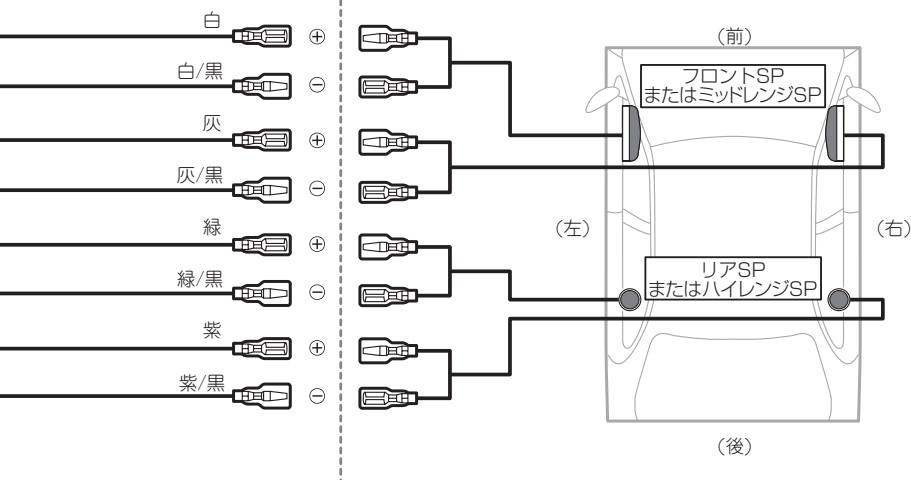 白
⊕
白/黒
⊖
灰
⊕
灰/黒
⊖
緑
⊕
緑/黒
⊖
紫
⊕
紫/黒
⊖
(前)
フロントSP
またはミッドレンジSP
(左)
(右)
リアSP
またはハイレンジSP
(後)